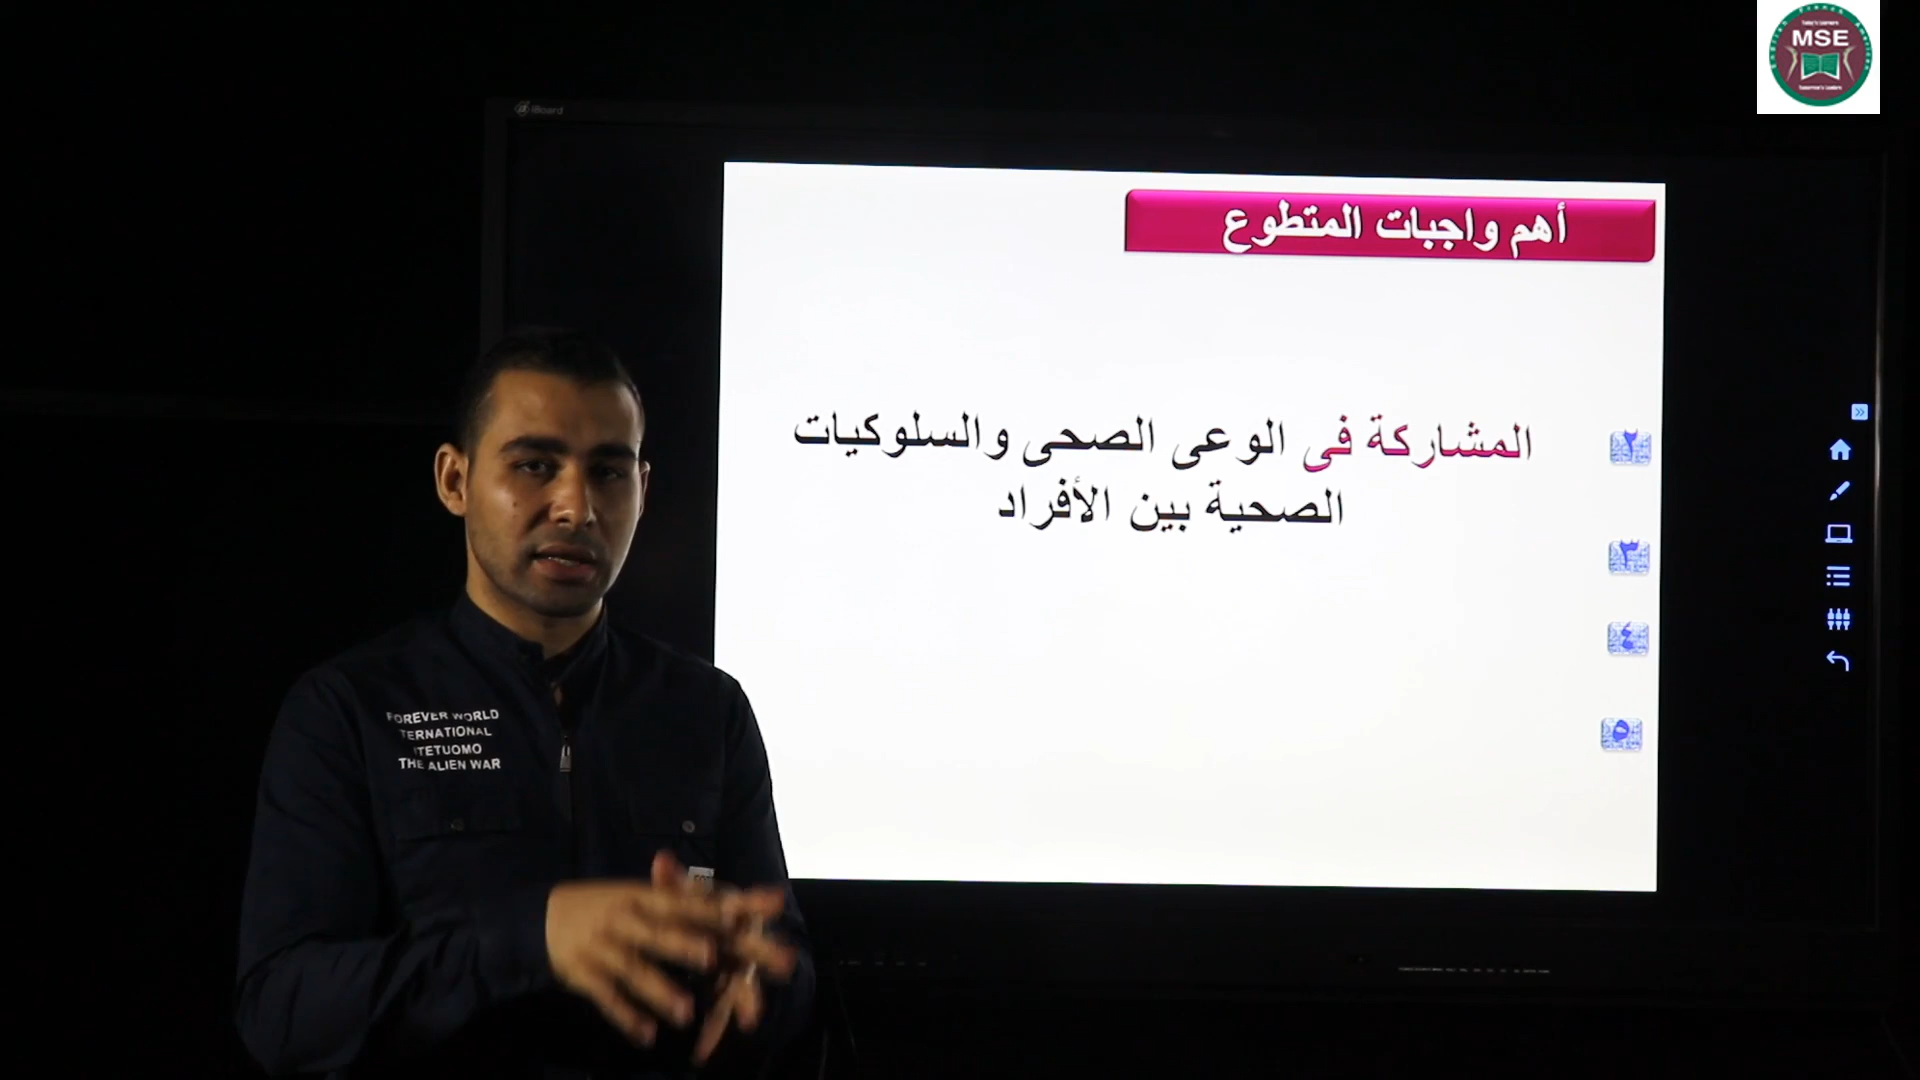 MSE
iBoard
أهم واجبات المتطوع
٢
المشاركة فى الوعى الصحى والسلوكيات
الصحية بين الأفراد
٣
٤
٥
FOREVER WORLD
TERNATIONAL
ITETUOMO
THE ALIEN WAR